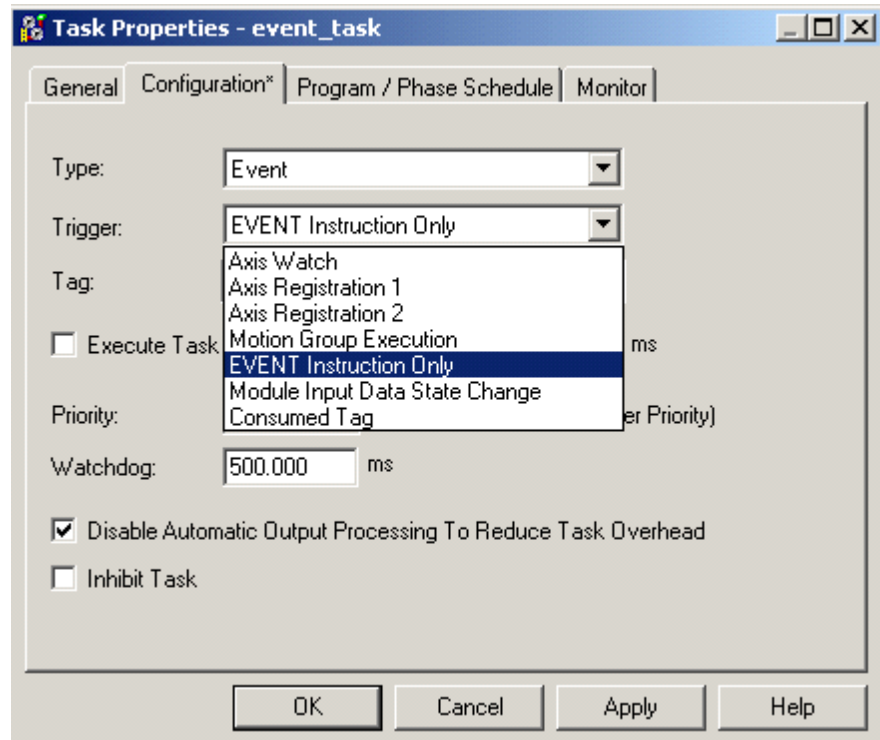 Task Properties - event_task
General Configuration* Program / Phase Schedule Monitor
Type: Event
Trigger: EVENT Instruction Only
Axis Watch
Tag:
Axis Registration 1
Axis Registration 2
Execute Task ms
Motion Group Execution
EVENT Instruction Only
Module Input Data State Change
Priority: er Priority)
Consumed Tag
Watchdog: 500.000 ms
Disable Automatic Output Processing To Reduce Task Overhead
Inhibit Task
OK Cancel Apply Help